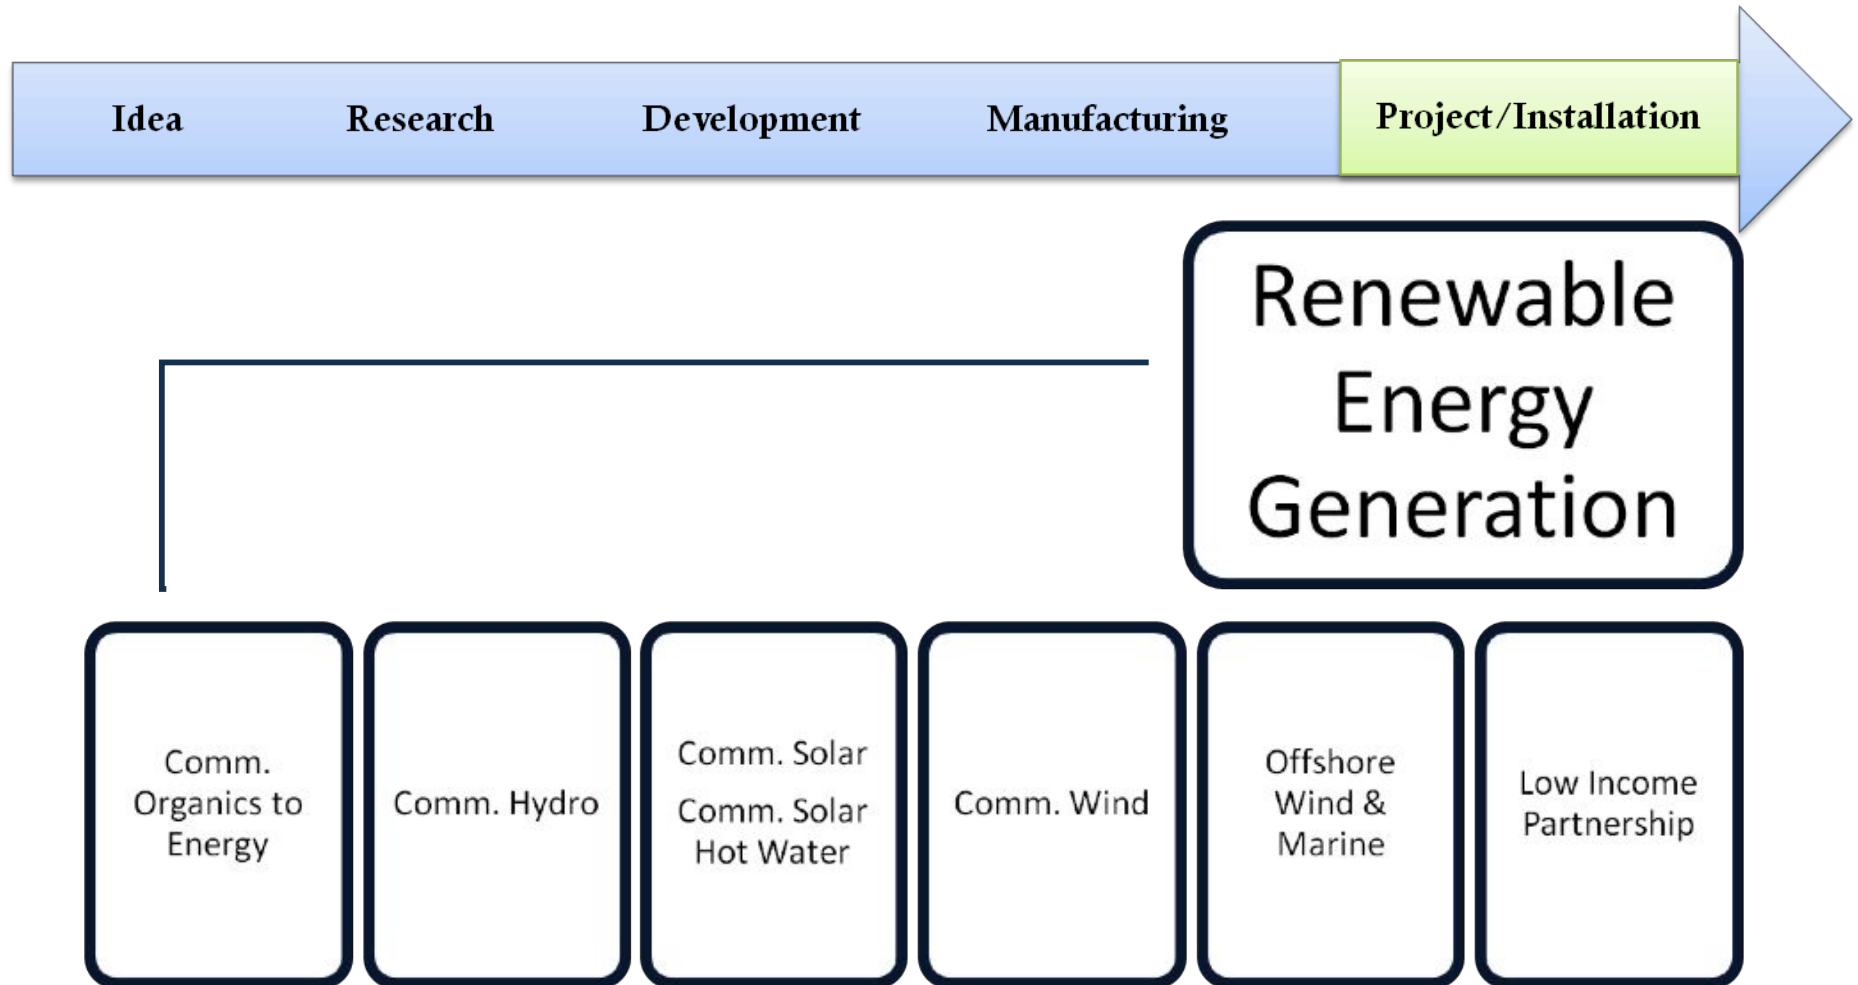 Idea Research Development Manufacturing Project/Installation
Renewable
Energy
Generation
Comm.
Organics to
Energy
Comm. Hydro
Comm. Solar
Comm. Solar
Hot Water
Comm. Wind
Offshore
Wind &
Marine
Low Income
Partnership